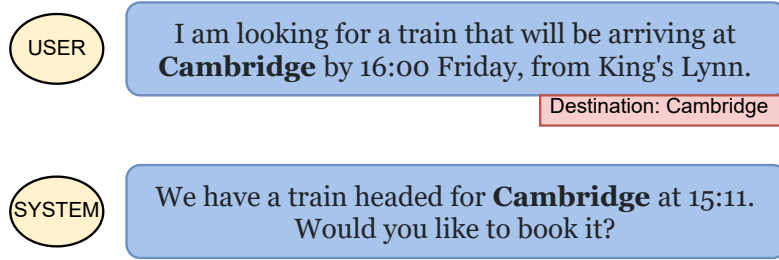 USER
I am looking for a train that will be arriving at
Cambridge by 16:00 Friday, from King's Lynn.
Destination: Cambridge
SYSTEM
We have a train headed for Cambridge at 15:11.
Would you like to book it?